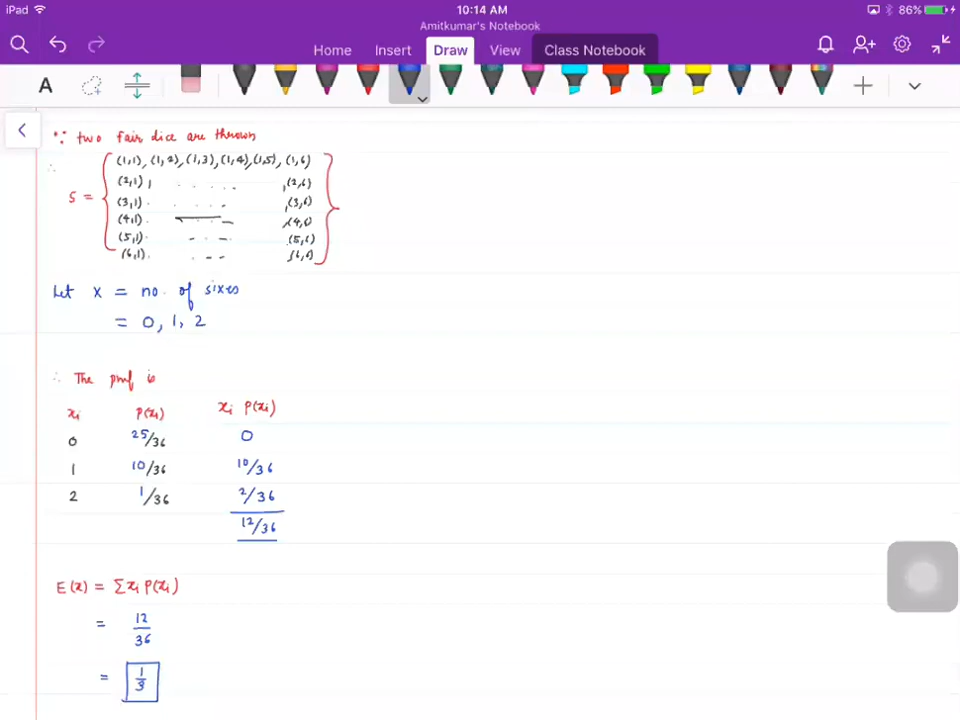 iPad 10:14 AM 86%
Amitkumar's Notebook
Home Insert Draw View Class Notebook
A
∵ two fair dice are thrown
∴ S = { (1,1), (1,2), (1,3), (1,4), (1,5), (1,6)
(2,1), . . . . . . ,(2,6)
(3,1) . . . . . ,(3,6)
(4,1) . ,(4,6)
(5,1) . . . . ,(5,6)
(6,1) . . . . ,(6,6) }
Let X = no. of sixes
= 0, 1, 2
∴ The pmf is
xi P(xi) xi P(xi)
0 25/36 0
1 10/36 10/36
2 1/36 2/36
12/36
E(x) = Σxi P(xi)
= 12/36
= 1/3